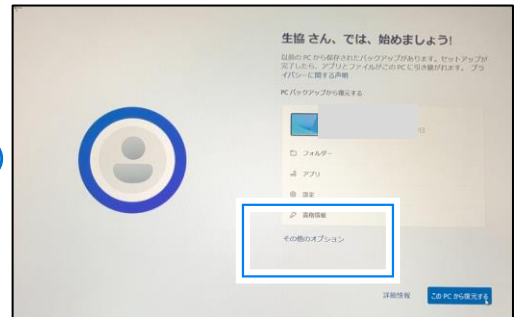 生協 さん、では、始めましょう!
以前の PC から保存されたバックアップがあります。セットアップが
完了したら、アプリとファイルがこの PC に引き継がれます。 プラ
イバシーに関する声明
PC バックアップから復元する
フォルダー
アプリ
設定
資格情報
その他のオプション
詳細情報
この PC から復元する